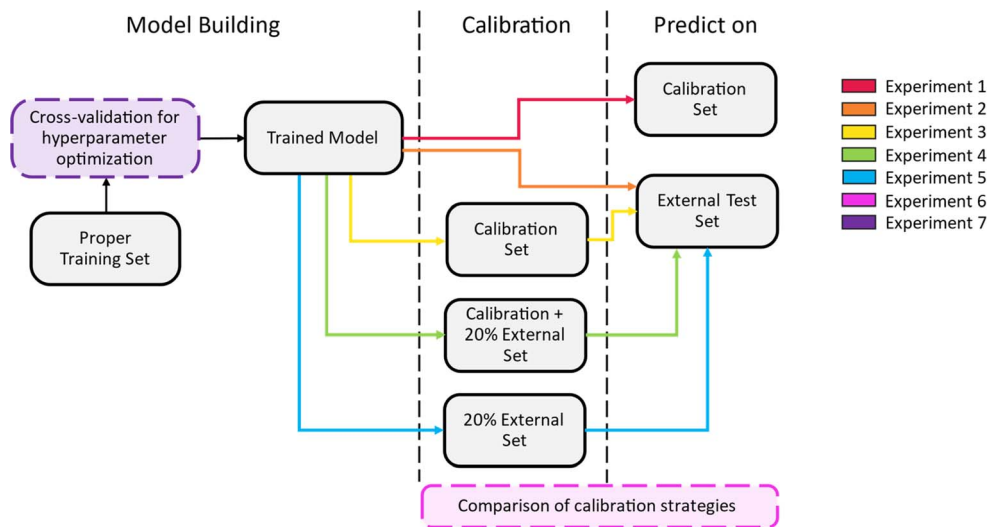 Model Building
Calibration
Predict on
Cross-validation for
hyperparameter
optimization
Trained Model
Proper
Training Set
Calibration
Set
Calibration +
20% External
Set
20% External
Set
Calibration
Set
External Test
Set
Comparison of calibration strategies
Experiment 1
Experiment 2
Experiment 3
Experiment 4
Experiment 5
Experiment 6
Experiment 7